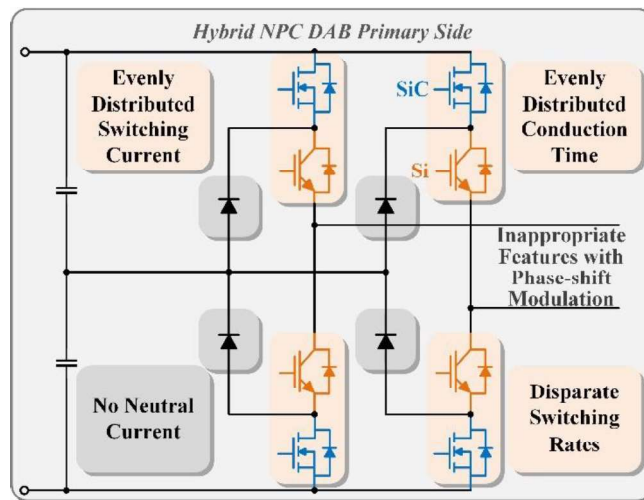 Hybrid NPC DAB Primary Side
Evenly
Distributed
Switching
Current
SiC
Evenly
Distributed
Conduction
Time
Si
Inappropriate
Features with
Phase-shift
Modulation
No Neutral
Current
Disparate
Switching
Rates